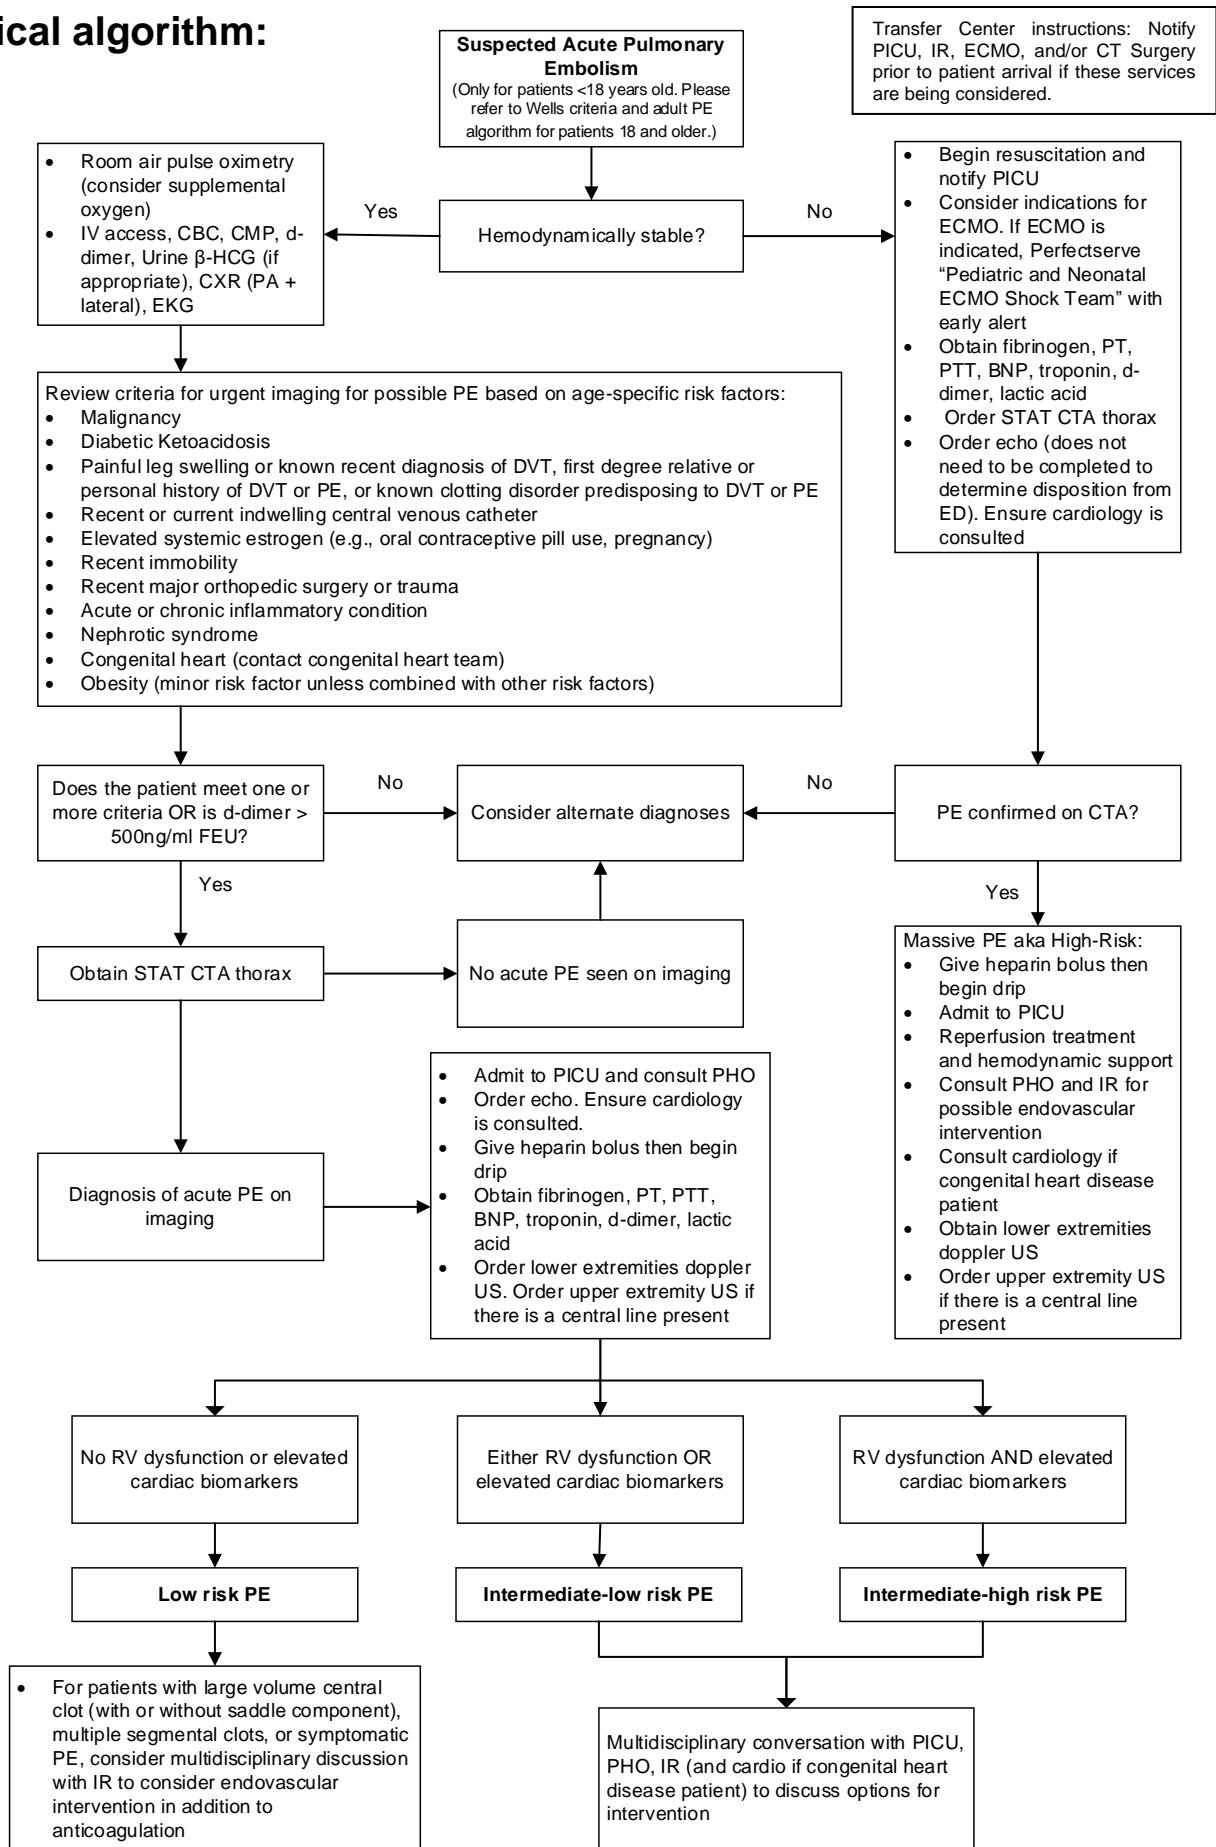 ical algorithm:
Transfer Center instructions: Notify
PICU, IR, ECMO, and/or CT Surgery
prior to patient arrival if these services
are being considered.
Suspected Acute Pulmonary
Embolism
(Only for patients <18 years old. Please
refer to Wells criteria and adult PE
algorithm for patients 18 and older.)
Hemodynamically stable?
Yes
No
• Room air pulse oximetry
(consider supplemental
oxygen)
• IV access, CBC, CMP, d-
dimer, Urine β-HCG (if
appropriate), CXR (PA +
lateral), EKG
• Begin resuscitation and
notify PICU
• Consider indications for
ECMO. If ECMO is
indicated, Perfectserve
“Pediatric and Neonatal
ECMO Shock Team” with
early alert
• Obtain fibrinogen, PT,
PTT, BNP, troponin, d-
dimer, lactic acid
• Order STAT CTA thorax
• Order echo (does not
need to be completed to
determine disposition from
ED). Ensure cardiology is
consulted
Review criteria for urgent imaging for possible PE based on age-specific risk factors:
• Malignancy
• Diabetic Ketoacidosis
• Painful leg swelling or known recent diagnosis of DVT, first degree relative or
personal history of DVT or PE, or known clotting disorder predisposing to DVT or PE
• Recent or current indwelling central venous catheter
• Elevated systemic estrogen (e.g., oral contraceptive pill use, pregnancy)
• Recent immobility
• Recent major orthopedic surgery or trauma
• Acute or chronic inflammatory condition
• Nephrotic syndrome
• Congenital heart (contact congenital heart team)
• Obesity (minor risk factor unless combined with other risk factors)
Does the patient meet one or
more criteria OR is d-dimer >
500ng/ml FEU?
No
Consider alternate diagnoses
No
PE confirmed on CTA?
Yes
Yes
Obtain STAT CTA thorax
No acute PE seen on imaging
Massive PE aka High-Risk:
• Give heparin bolus then
begin drip
• Admit to PICU
• Reperfusion treatment
and hemodynamic support
• Consult PHO and IR for
possible endovascular
intervention
• Consult cardiology if
congenital heart disease
patient
• Obtain lower extremities
doppler US
• Order upper extremity US
if there is a central line
present
Diagnosis of acute PE on
imaging
• Admit to PICU and consult PHO
• Order echo. Ensure cardiology
is consulted.
• Give heparin bolus then begin
drip
• Obtain fibrinogen, PT, PTT,
BNP, troponin, d-dimer, lactic
acid
• Order lower extremities doppler
US. Order upper extremity US if
there is a central line present
No RV dysfunction or elevated
cardiac biomarkers
Either RV dysfunction OR
elevated cardiac biomarkers
RV dysfunction AND elevated
cardiac biomarkers
Low risk PE
Intermediate-low risk PE
Intermediate-high risk PE
• For patients with large volume central
clot (with or without saddle component),
multiple segmental clots, or symptomatic
PE, consider multidisciplinary discussion
with IR to consider endovascular
intervention in addition to
anticoagulation
Multidisciplinary conversation with PICU,
PHO, IR (and cardio if congenital heart
disease patient) to discuss options for
intervention